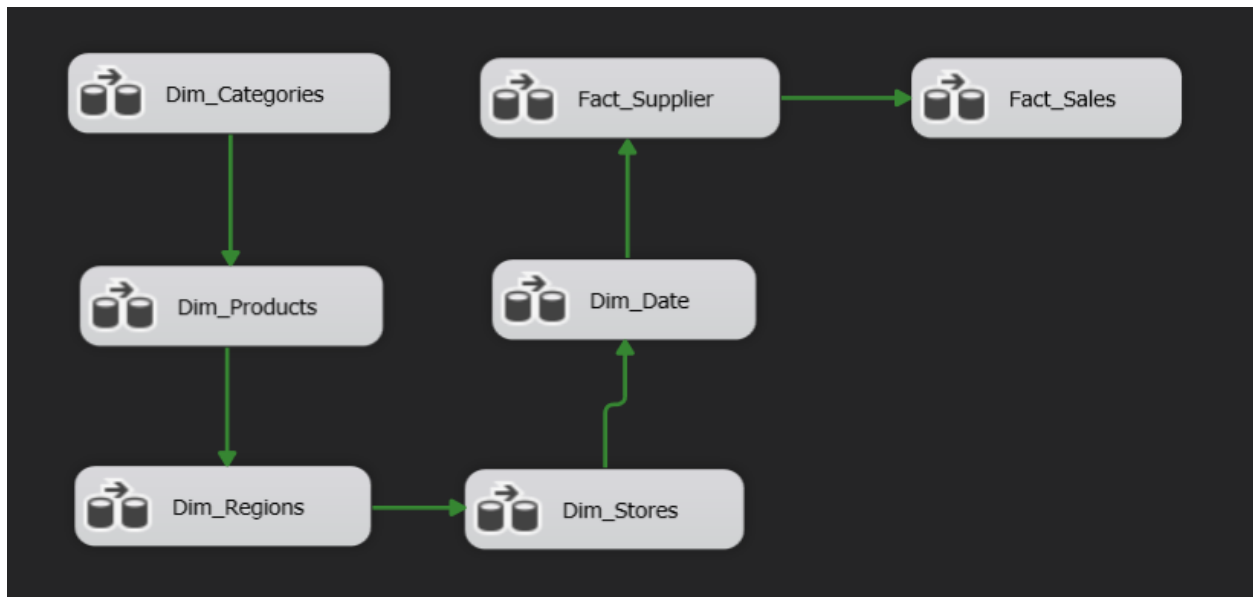 Dim_Categories
Dim_Products
Dim_Regions
Dim_Stores
Dim_Date
Fact_Supplier
Fact_Sales